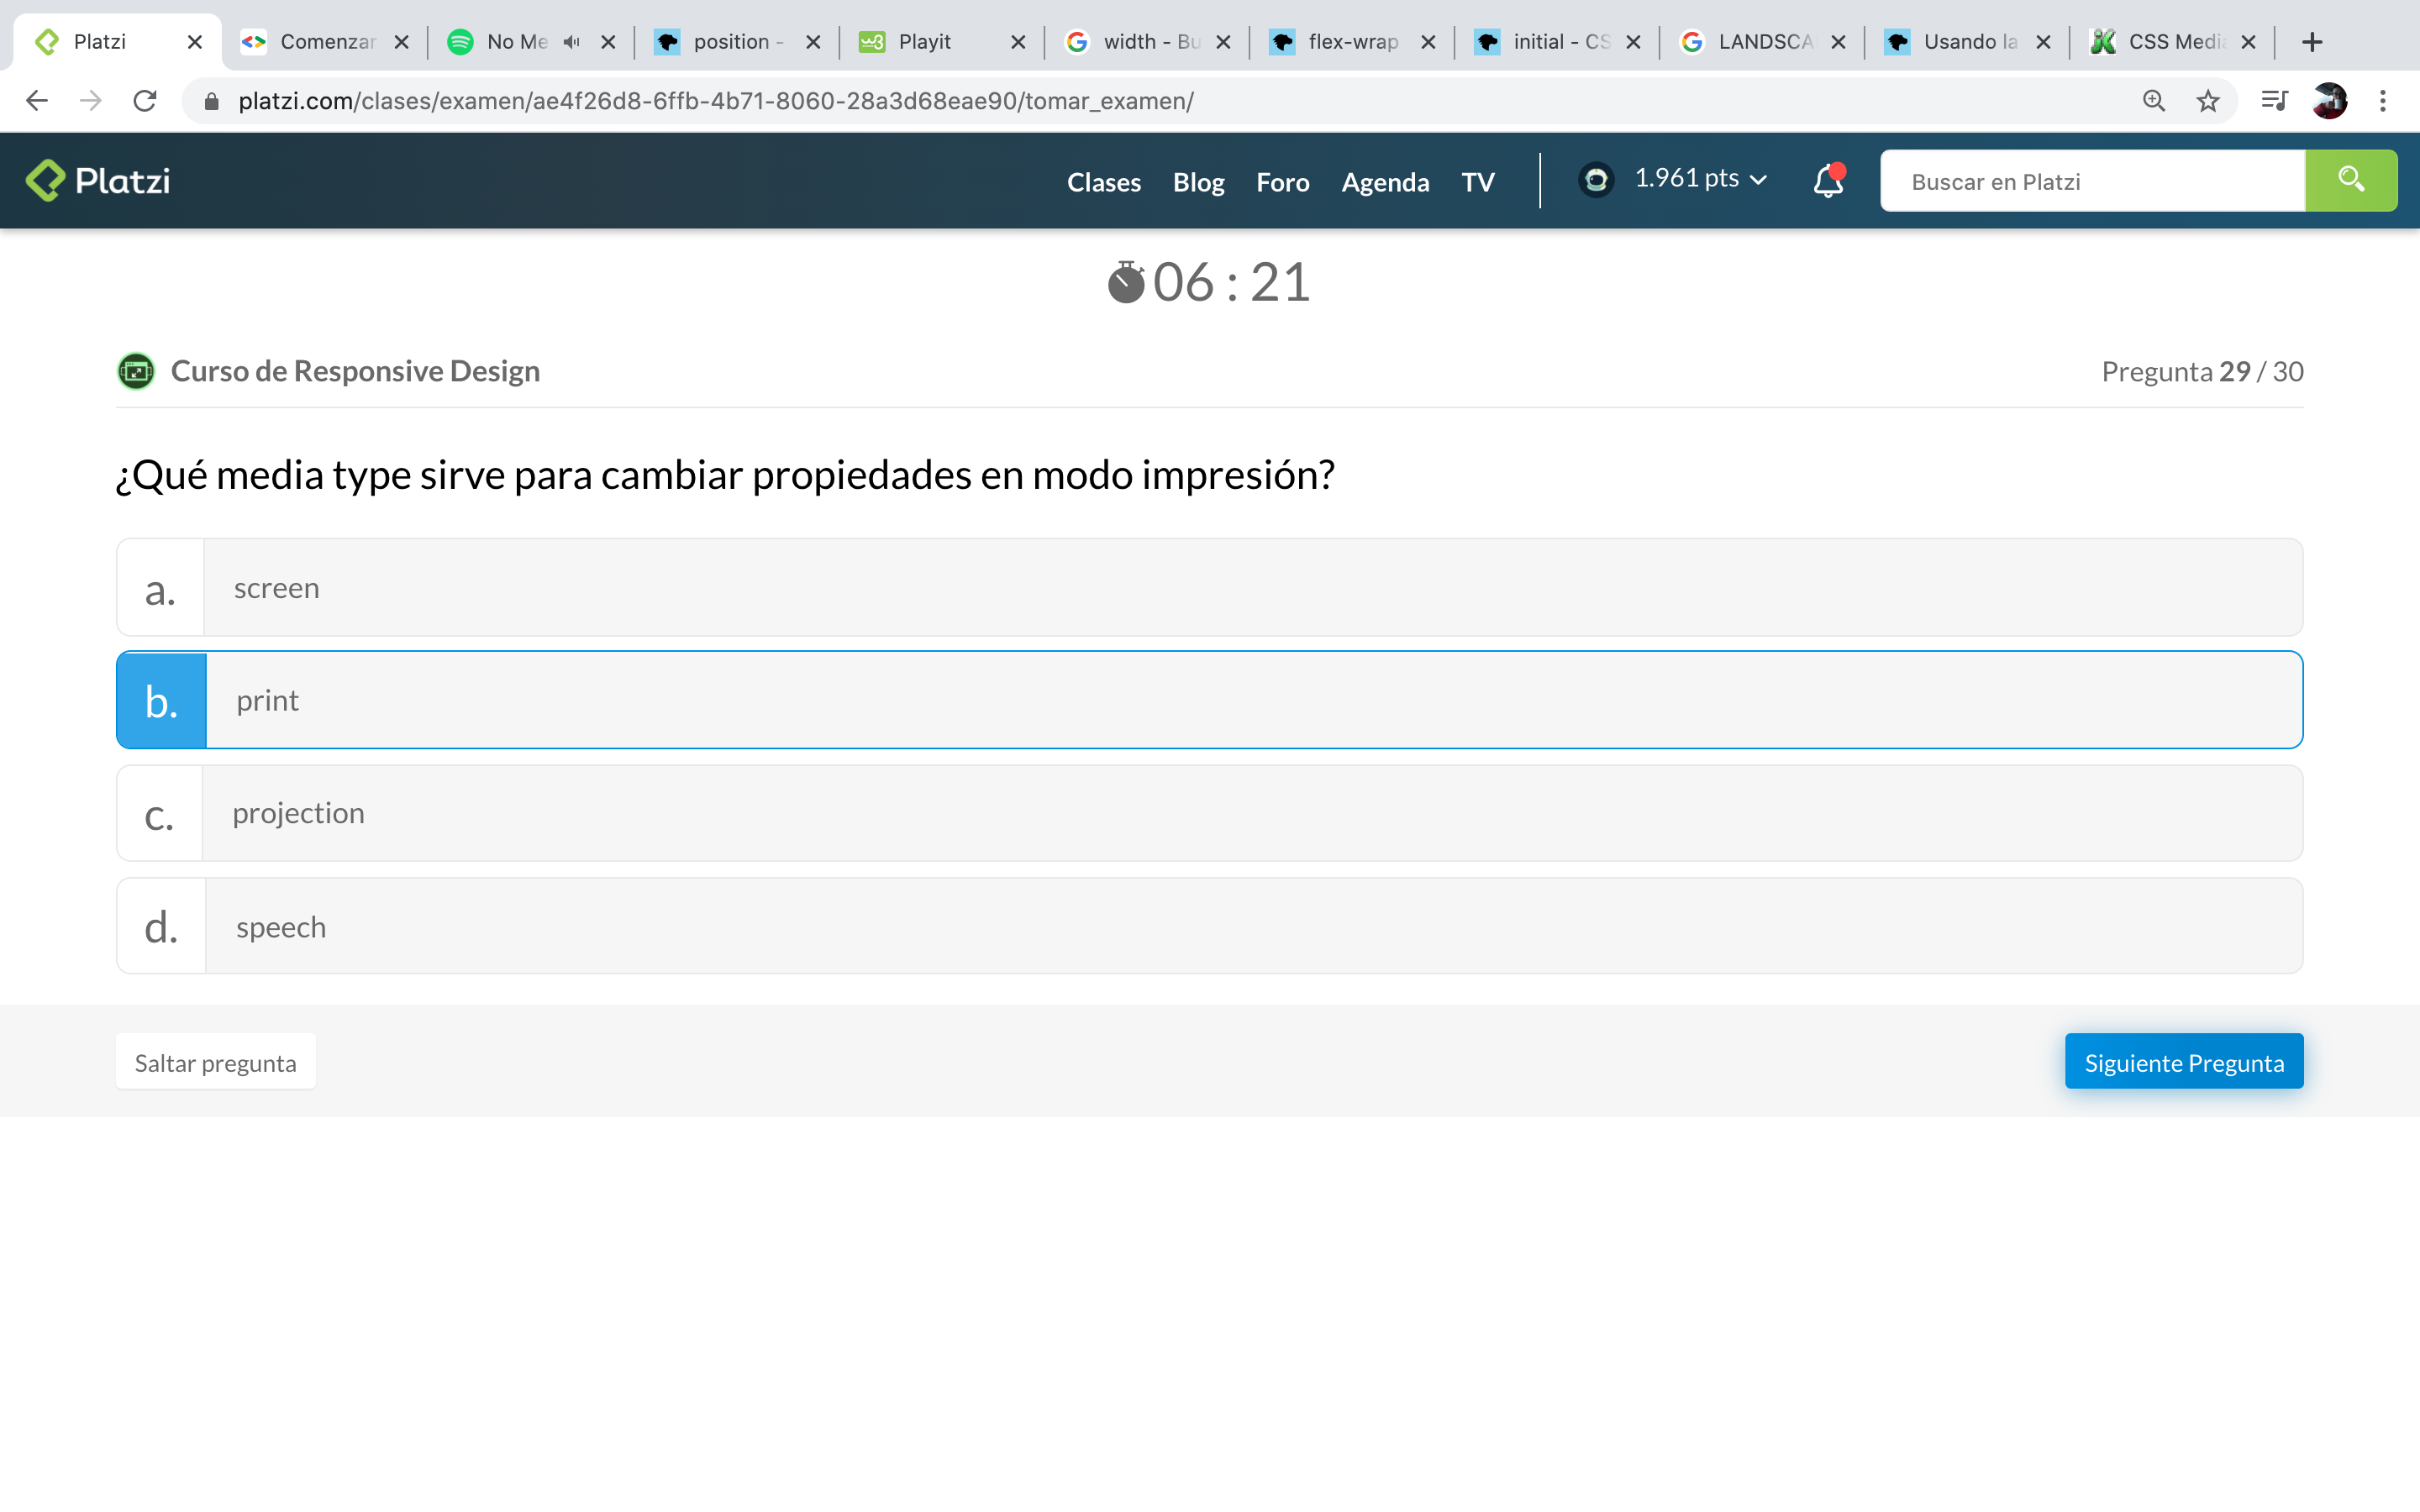 Platzi
Comenzar
No Me
position -
Playit
width - Bu
flex-wrap
initial - CS
LANDSCA
Usando la
CSS Medi
platzi.com/clases/examen/ae4f26d8-6ffb-4b71-8060-28a3d68eae90/tomar_examen/
Platzi
Clases Blog Foro Agenda TV
1.961 pts
Buscar en Platzi
06 : 21
Curso de Responsive Design
Pregunta 29 / 30
¿Qué media type sirve para cambiar propiedades en modo impresión?
a. screen
b. print
c. projection
d. speech
Saltar pregunta
Siguiente Pregunta